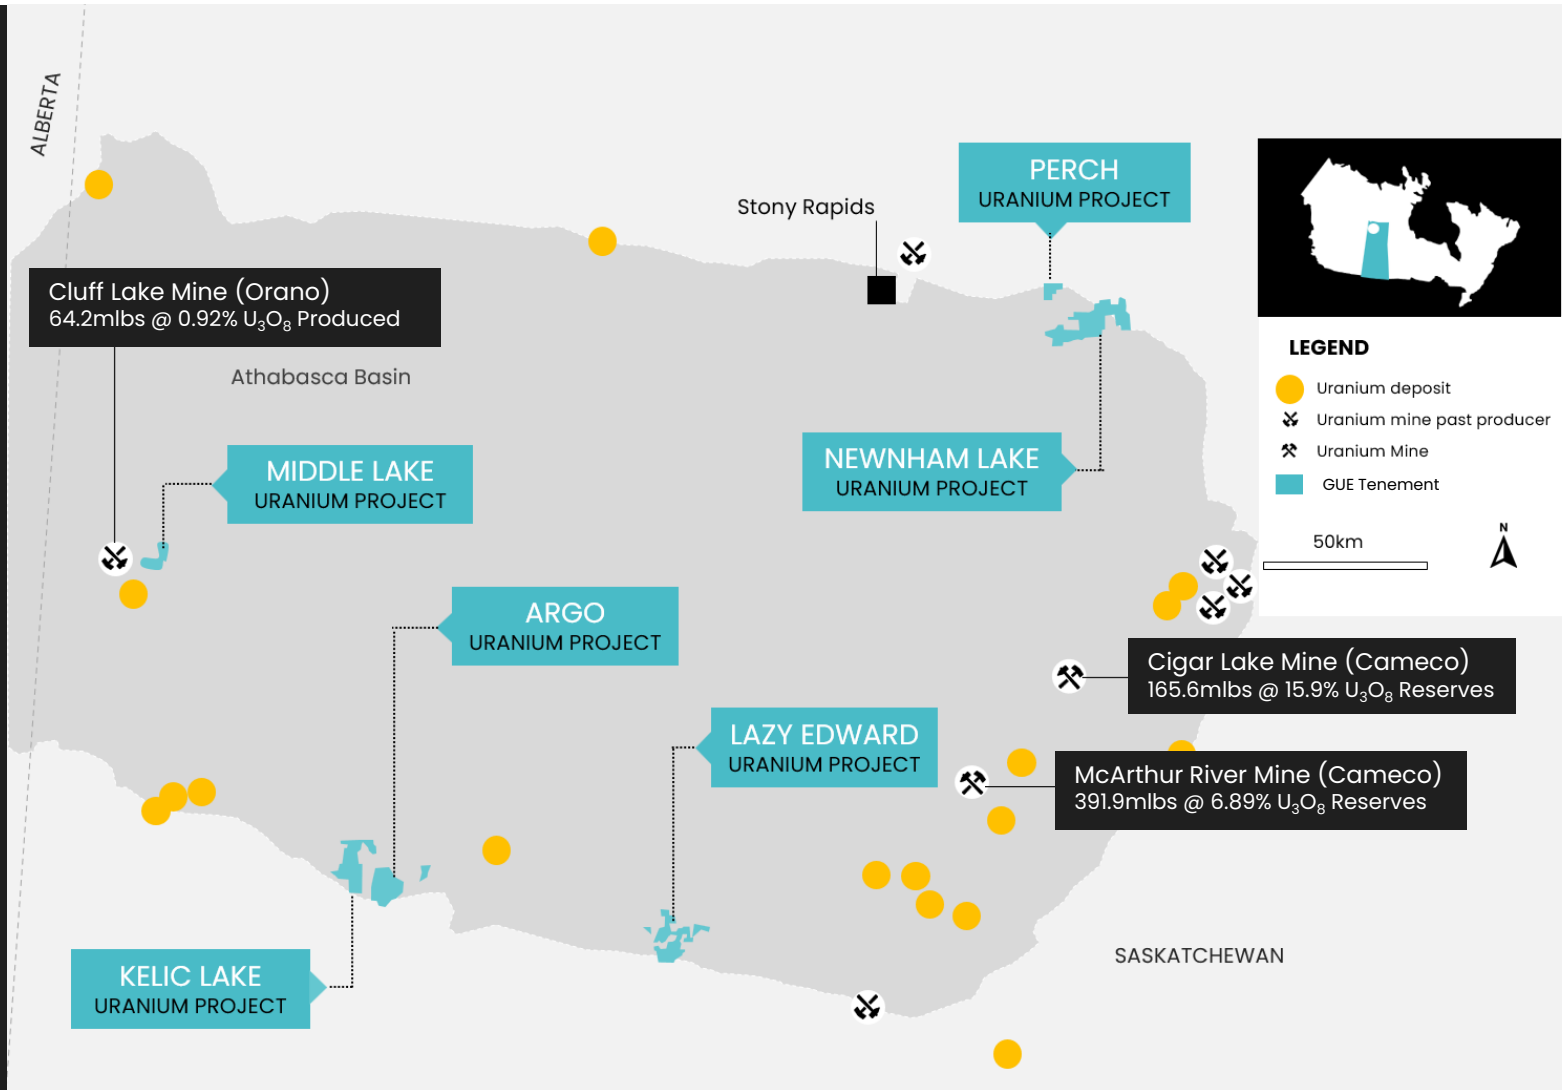 ALBERTA
PERCH
URANIUM PROJECT
Stony Rapids
Cluff Lake Mine (Orano)
64.2mlbs @ 0.92% U₃O₈ Produced
Athabasca Basin
LEGEND
Uranium deposit
Uranium mine past producer
Uranium Mine
GUE Tenement
N
50km
MIDDLE LAKE
URANIUM PROJECT
NEWNHAM LAKE
URANIUM PROJECT
ARGO
URANIUM PROJECT
Cigar Lake Mine (Cameco)
165.6mlbs @ 15.9% U₃O₈ Reserves
LAZY EDWARD
URANIUM PROJECT
McArthur River Mine (Cameco)
391.9mlbs @ 6.89% U₃O₈ Reserves
SASKATCHEWAN
KELIC LAKE
URANIUM PROJECT